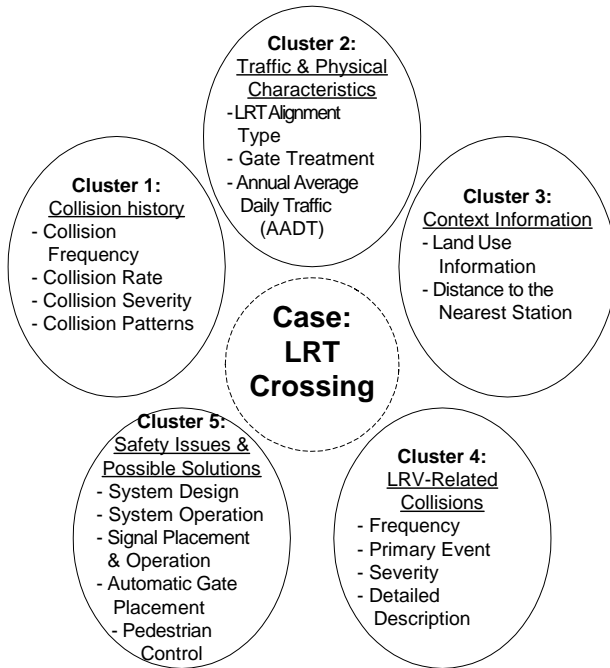 Cluster 2:
Traffic & Physical
Characteristics
- LRT Alignment
Type
- Gate Treatment
- Annual Average
Daily Traffic
(AADT)
Cluster 1:
Collision history
- Collision
Frequency
- Collision Rate
- Collision Severity
- Collision Patterns
Cluster 3:
Context Information
- Land Use
Information
- Distance to the
Nearest Station
Case:
LRT
Crossing
Cluster 5:
Safety Issues &
Possible Solutions
- System Design
- System Operation
- Signal Placement
& Operation
- Automatic Gate
Placement
- Pedestrian
Control
Cluster 4:
LRV-Related
Collisions
- Frequency
- Primary Event
- Severity
- Detailed
Description